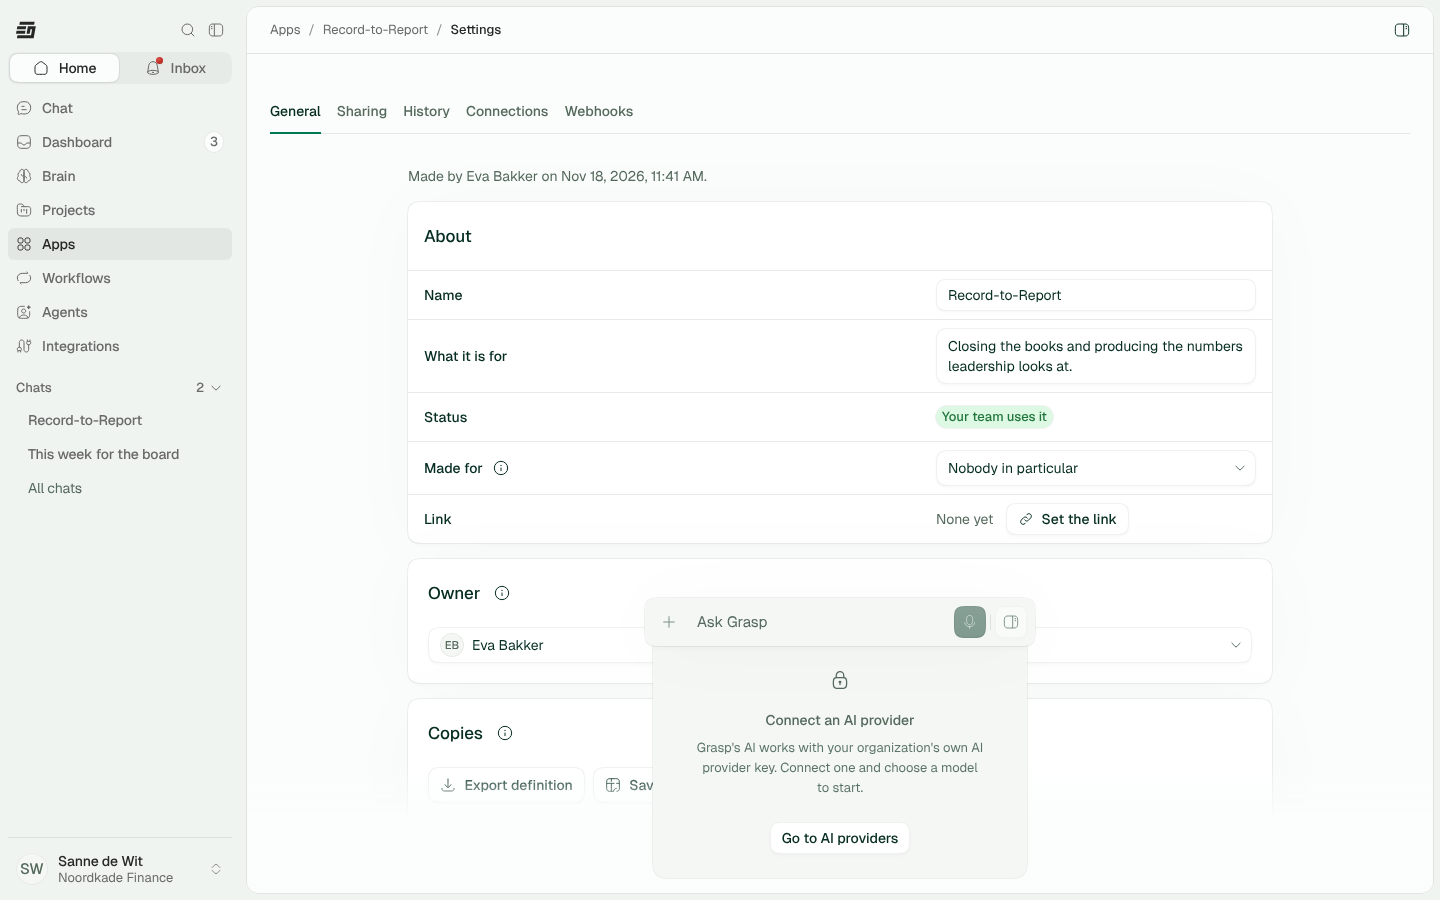 Apps / Record-to-Report / Settings
Home
Inbox
Chat
Dashboard
3
Brain
Projects
Apps
Workflows
Agents
Integrations
Chats
2
Record-to-Report
This week for the board
All chats
SW
Sanne de Wit
Noordkade Finance
General
Sharing
History
Connections
Webhooks
Made by Eva Bakker on Nov 18, 2026, 11:41 AM.
About
Name
Record-to-Report
What it is for
Closing the books and producing the numbers
leadership looks at.
Status
Your team uses it
Made for
Nobody in particular
Link
None yet
Set the link
Owner
EB
Eva Bakker
Copies
Export definition
Ask Grasp
Connect an AI provider
Grasp's AI works with your organization's own AI
provider key. Connect one and choose a model
to start.
Go to AI providers